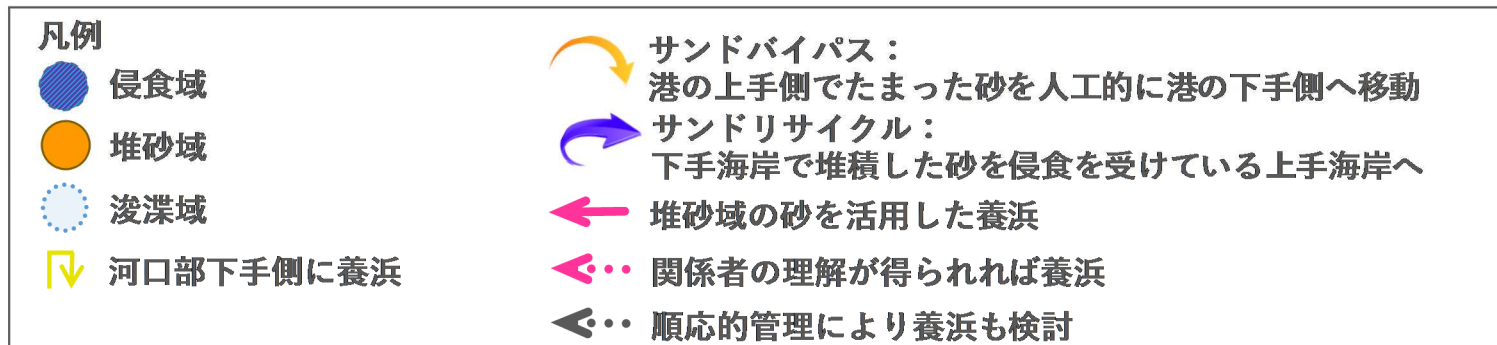 凡例
侵食域
堆砂域
浚渫域
河口部下手側に養浜
サンドバイパス：
港の上手側でたまった砂を人工的に港の下手側へ移動
サンドリサイクル：
下手海岸で堆積した砂を侵食を受けている上手海岸へ
堆砂域の砂を活用した養浜
関係者の理解が得られれば養浜
順応的管理により養浜も検討